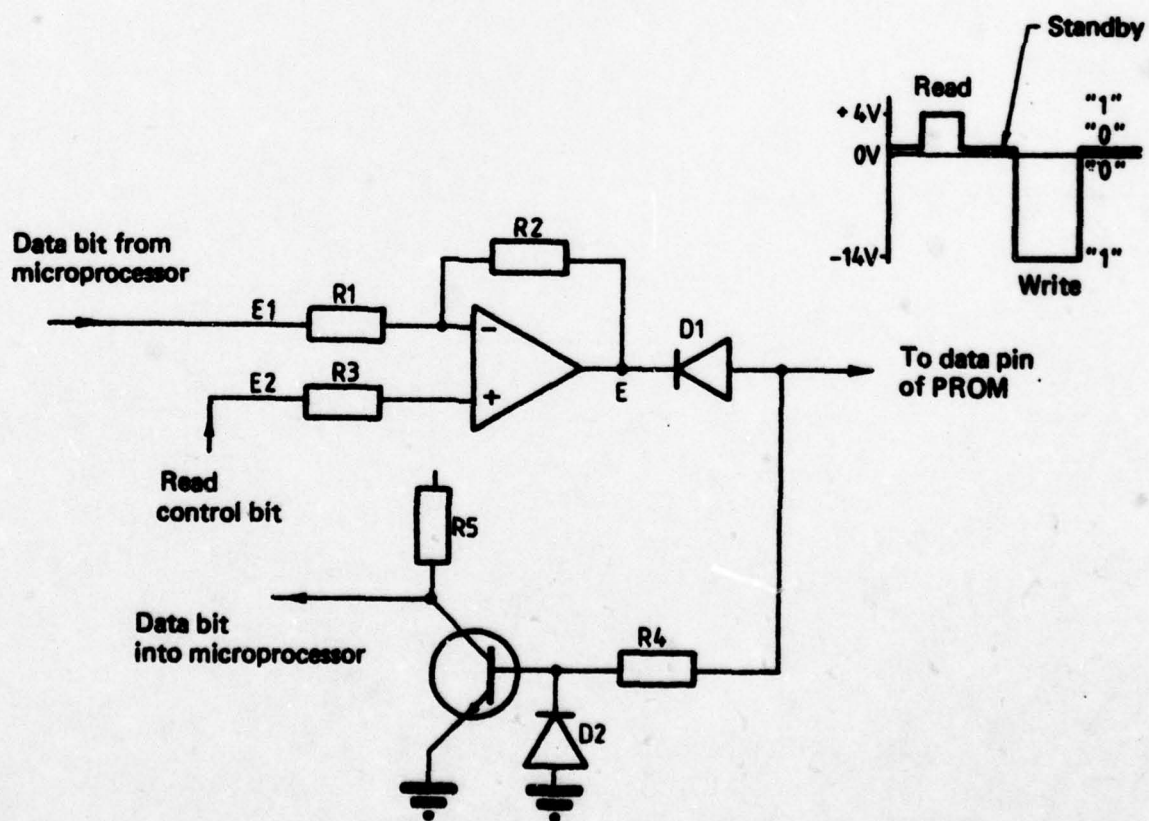 Standby
Read
+4V
"1"
"0"
0V
"0"
-14V
"1"
Write
R2
Data bit from
microprocessor
E1
R1
-
D1
To data pin
of PROM
E2
R3
+
E
Read
control bit
R5
Data bit
into microprocessor
R4
D2